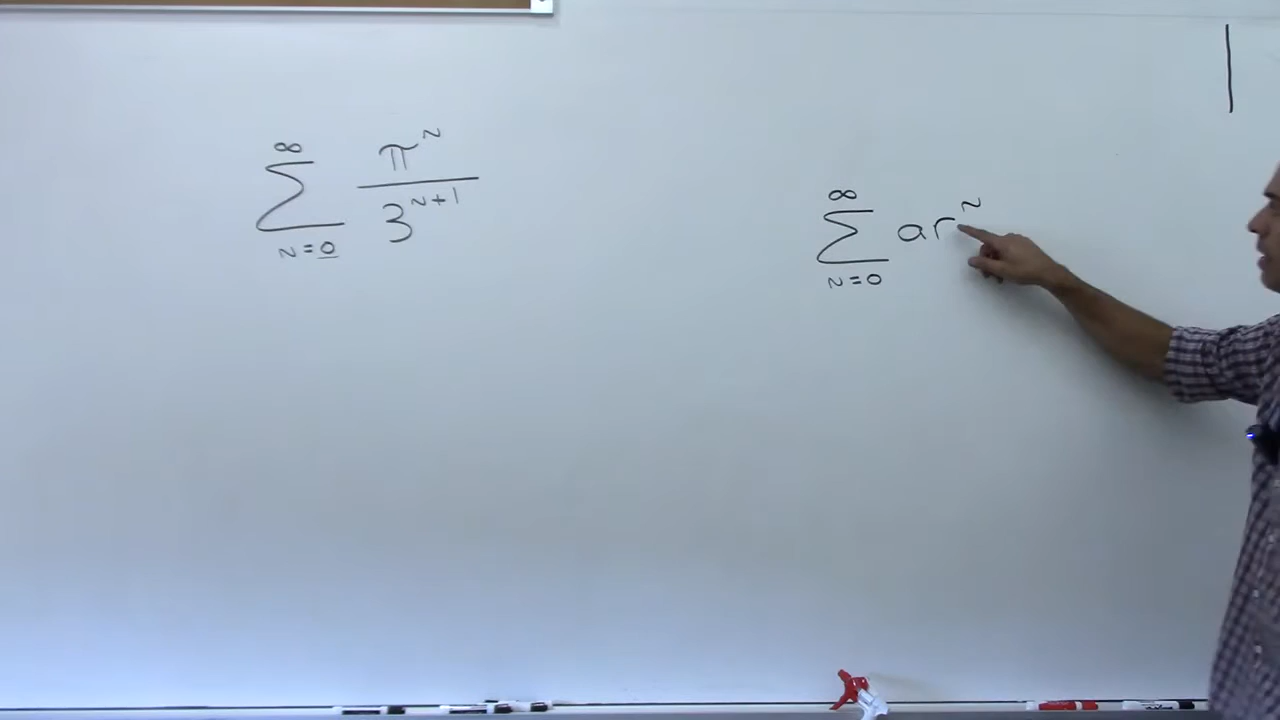 ∑_{n=0}^{∞} π^n / 3^{n+1}
∑_{n=0}^{∞} ar^n